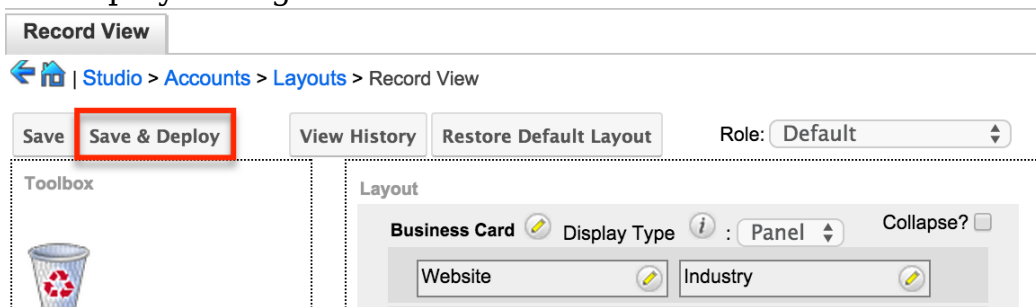 Record View
| Studio > Accounts > Layouts > Record View
Save Save & Deploy View History Restore Default Layout Role: Default
Toolbox
Layout
Business Card Display Type i : Panel Collapse?
Website Industry